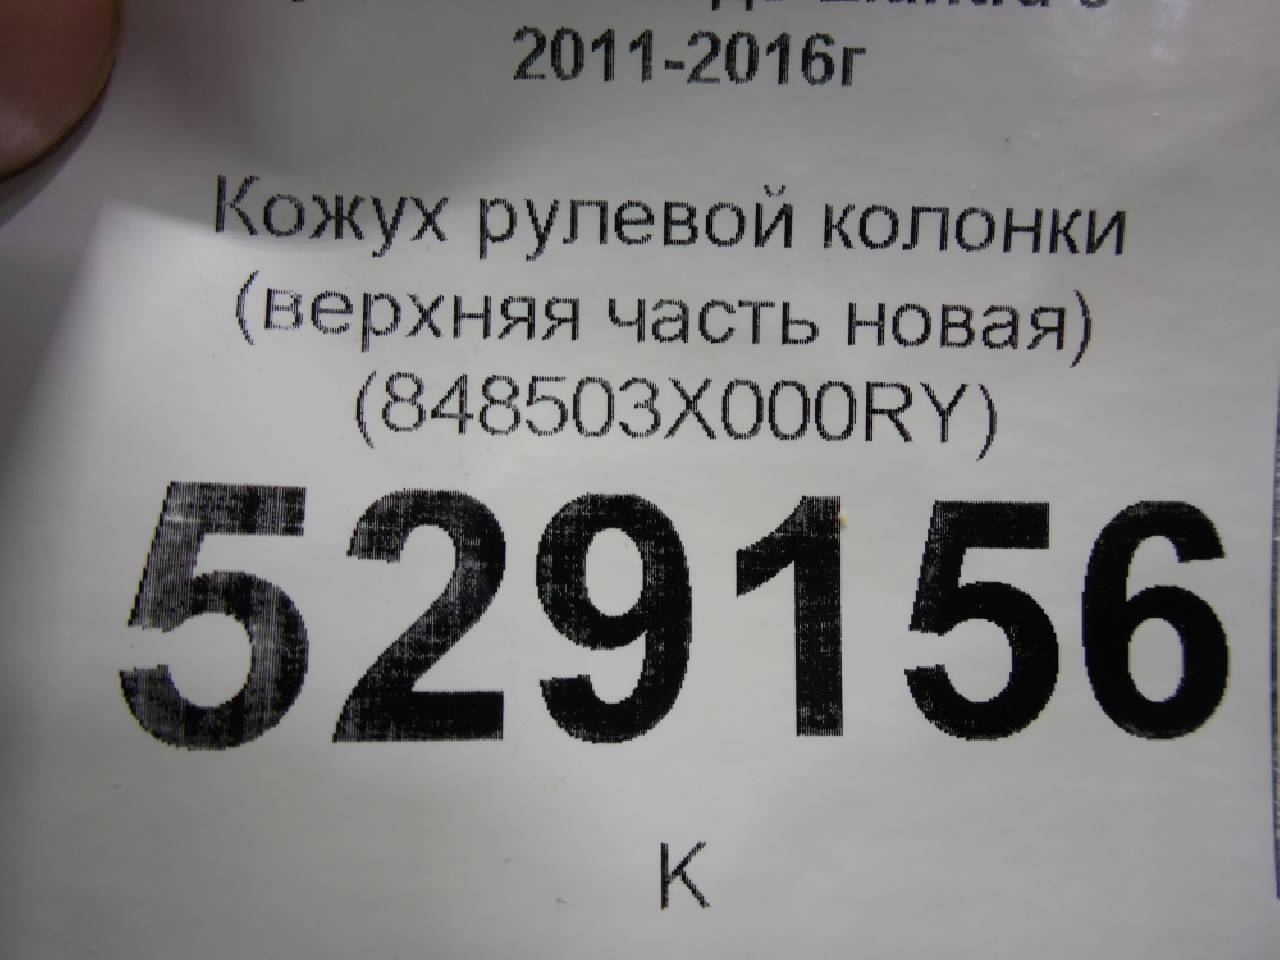 2011-2016г
Кожух рулевой колонки
(верхняя часть новая)
(848503X000RY)
529156
К